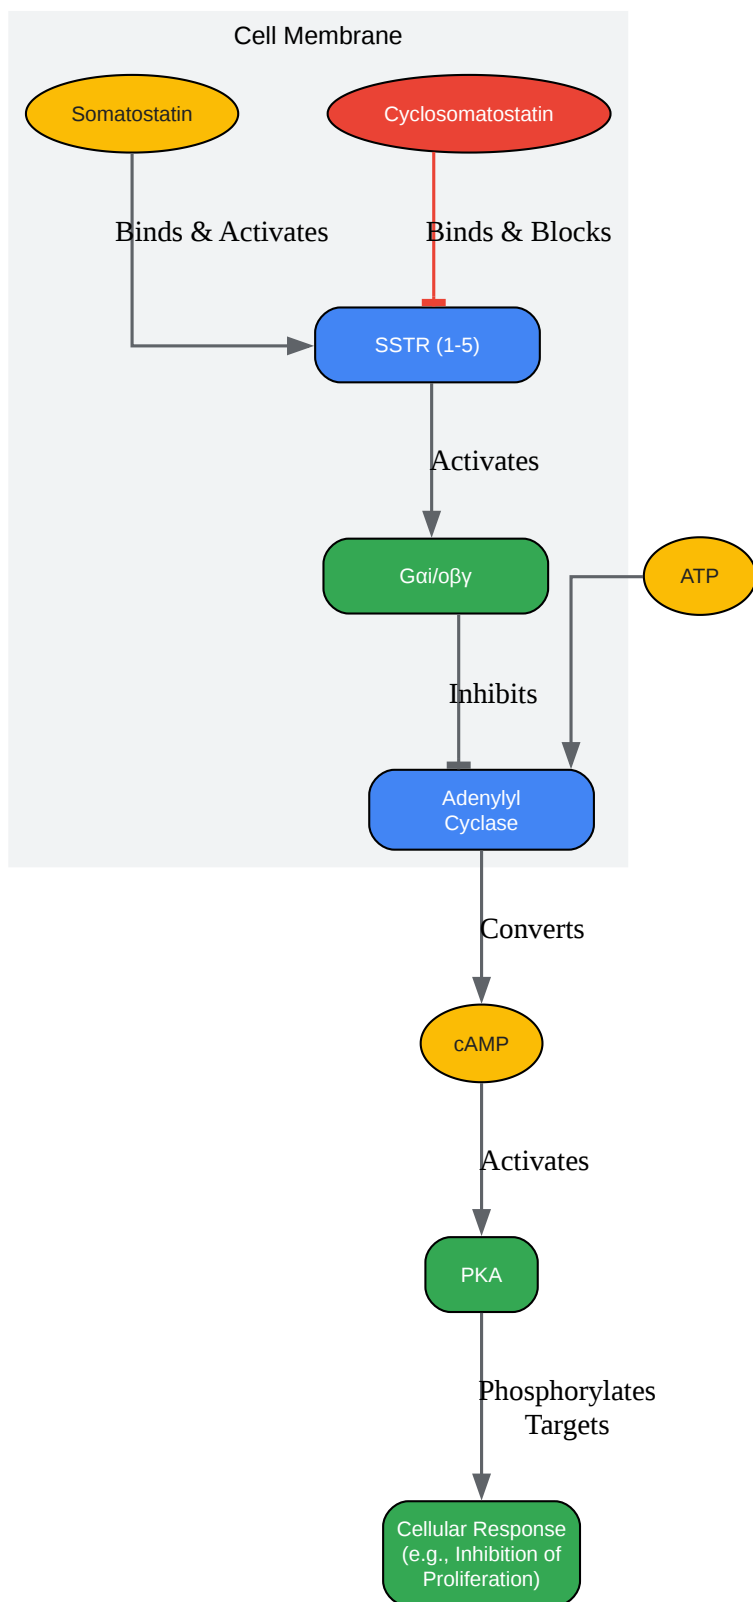 Cell Membrane
Somatostatin
Cyclosomatostatin
Binds & Activates
Binds & Blocks
SSTR (1-5)
Activates
Gαi/oβγ
ATP
Inhibits
Adenylyl
Cyclase
Converts
cAMP
Activates
PKA
Phosphorylates
Targets
Cellular Response
(e.g., Inhibition of
Proliferation)